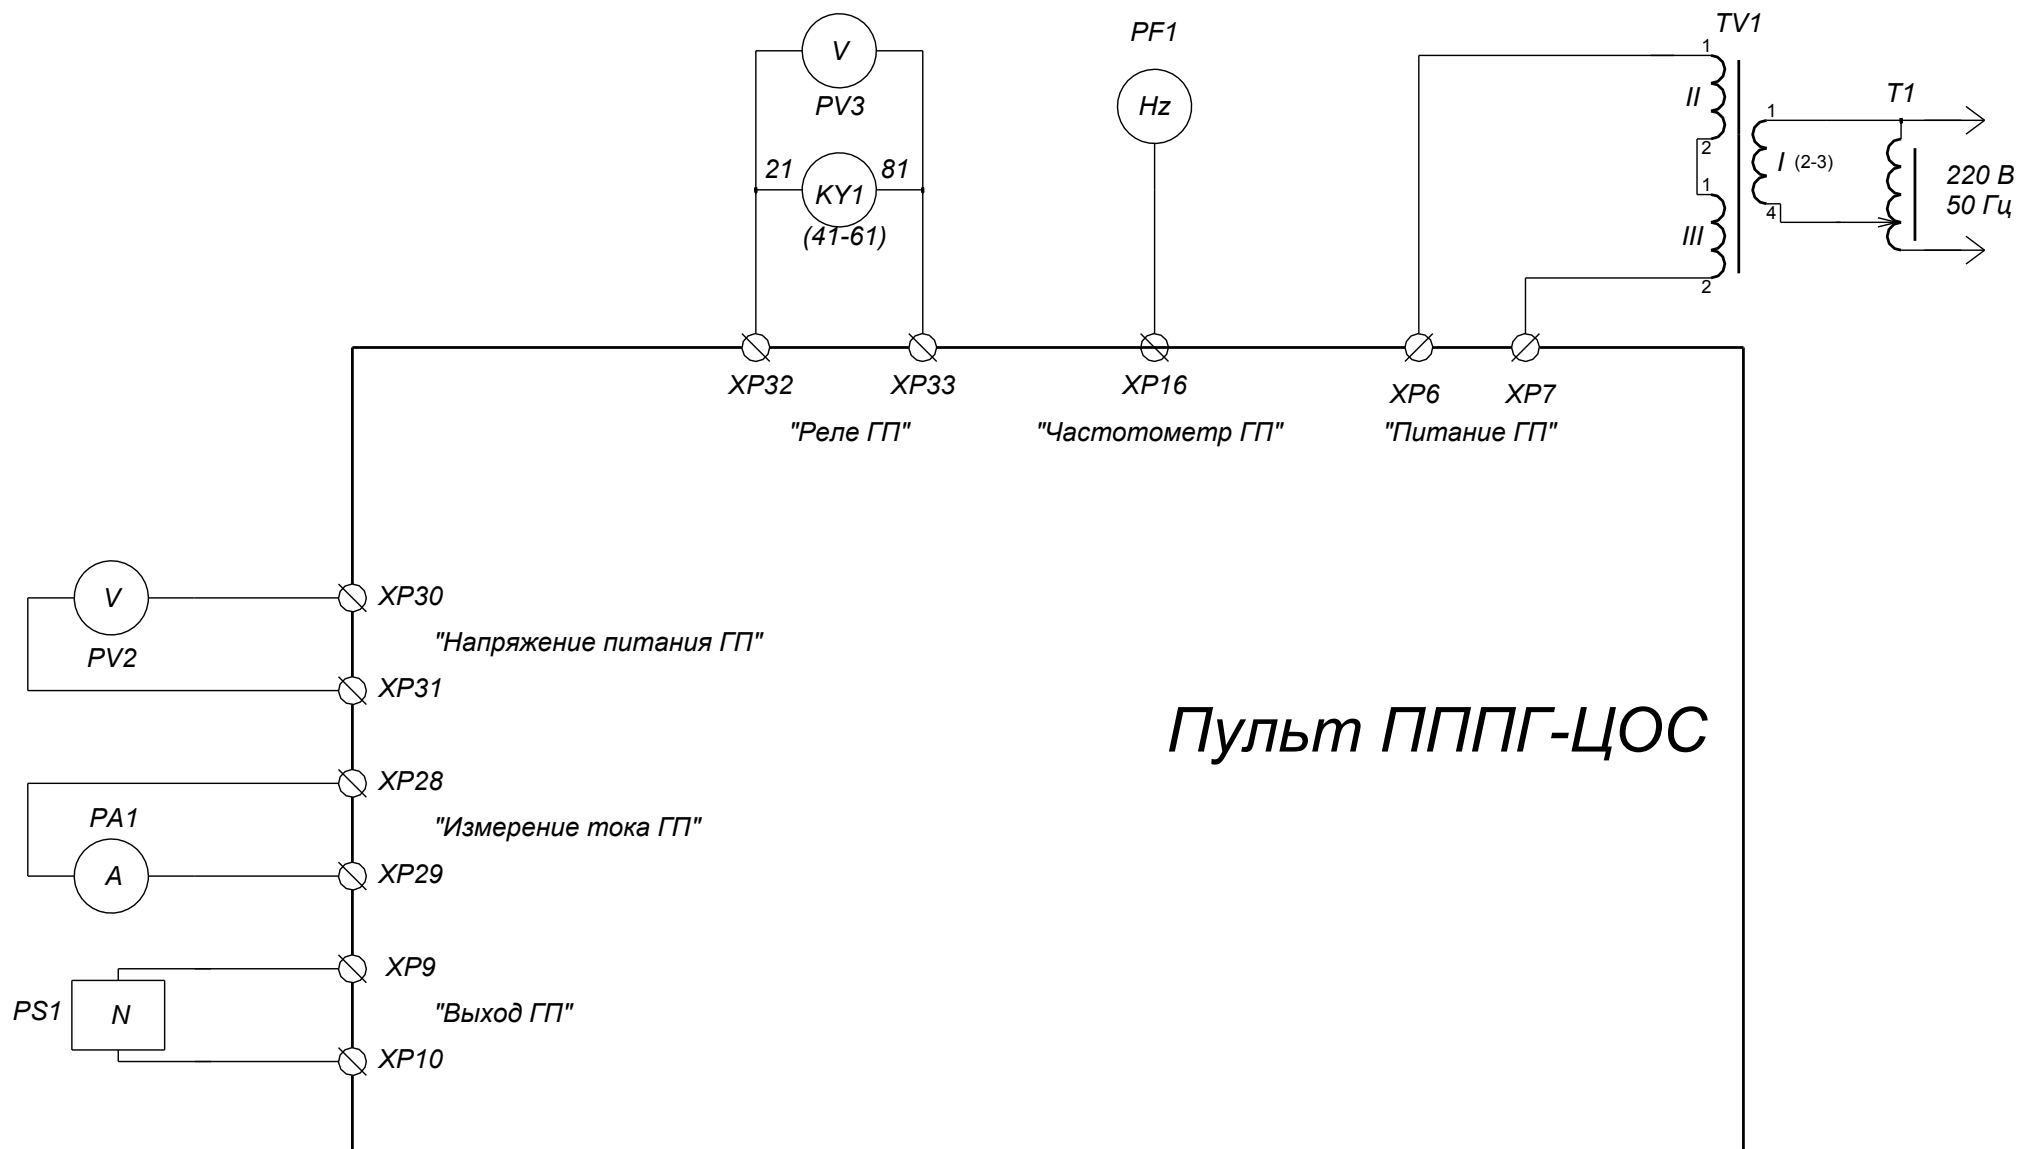 TV1
PF1
V
Hz
PV3
1
II
2
1
III
2
1
I (2-3)
4
T1
220 В
50 Гц
21
KY1
81
(41-61)
XP32
XP33
XP16
XP6
XP7
"Реле ГП"
"Частотометр ГП"
"Питание ГП"
V
PV2
XP30
"Напряжение питания ГП"
XP31
Пульт ПППГ-ЦОС
XP28
PA1
"Измерение тока ГП"
A
XP29
XP9
PS1
N
"Выход ГП"
XP10